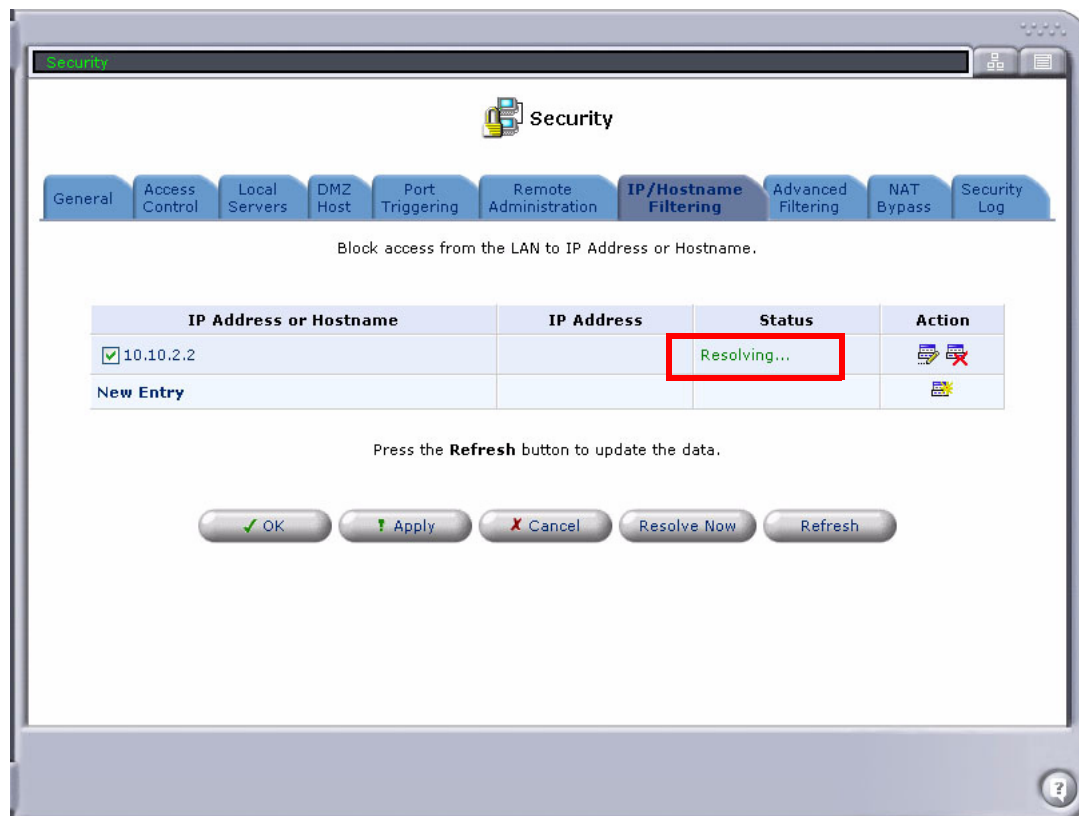 Security
Security
General
Access Control
Local Servers
DMZ Host
Port Triggering
Remote Administration
IP/Hostname Filtering
Advanced Filtering
NAT Bypass
Security Log
Block access from the LAN to IP Address or Hostname.
IP Address or Hostname IP Address Status Action
10.10.2.2 Resolving...
New Entry
Press the Refresh button to update the data.
OK Apply Cancel Resolve Now Refresh
?